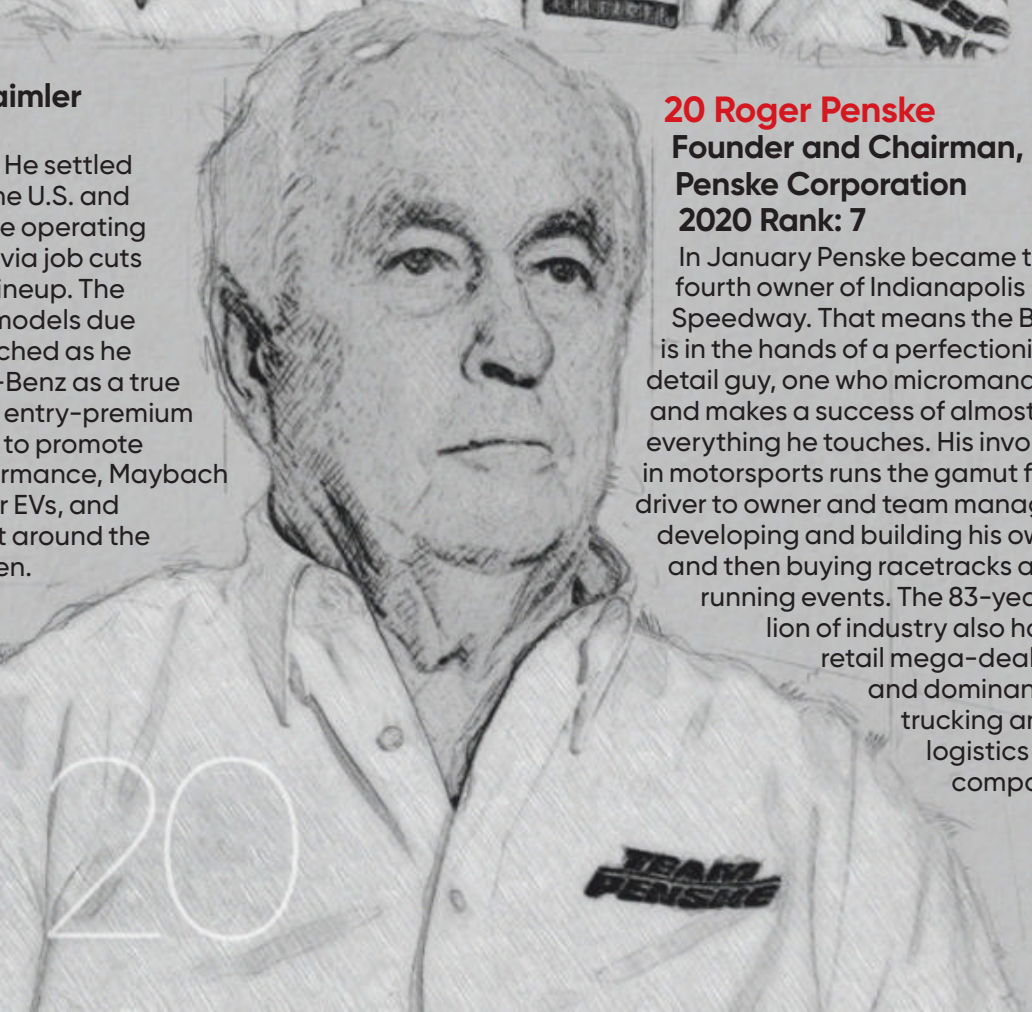 IWC
aimler
He settled
he U.S. and
e operating
via job cuts
ineup. The
models due
ched as he
-Benz as a true
entry-premium
to promote
rmance, Maybach
r EVs, and
t around the
en.
20 Roger Penske
Founder and Chairman,
Penske Corporation
2020 Rank: 7
In January Penske became t
fourth owner of Indianapolis
Speedway. That means the B
is in the hands of a perfectioni
detail guy, one who micromana
and makes a success of almost
everything he touches. His invo
in motorsports runs the gamut f
driver to owner and team manag
developing and building his ow
and then buying racetracks a
running events. The 83-yea
lion of industry also ha
retail mega-deal
and dominan
trucking an
logistics
compa
20
TEAM
PENSKE